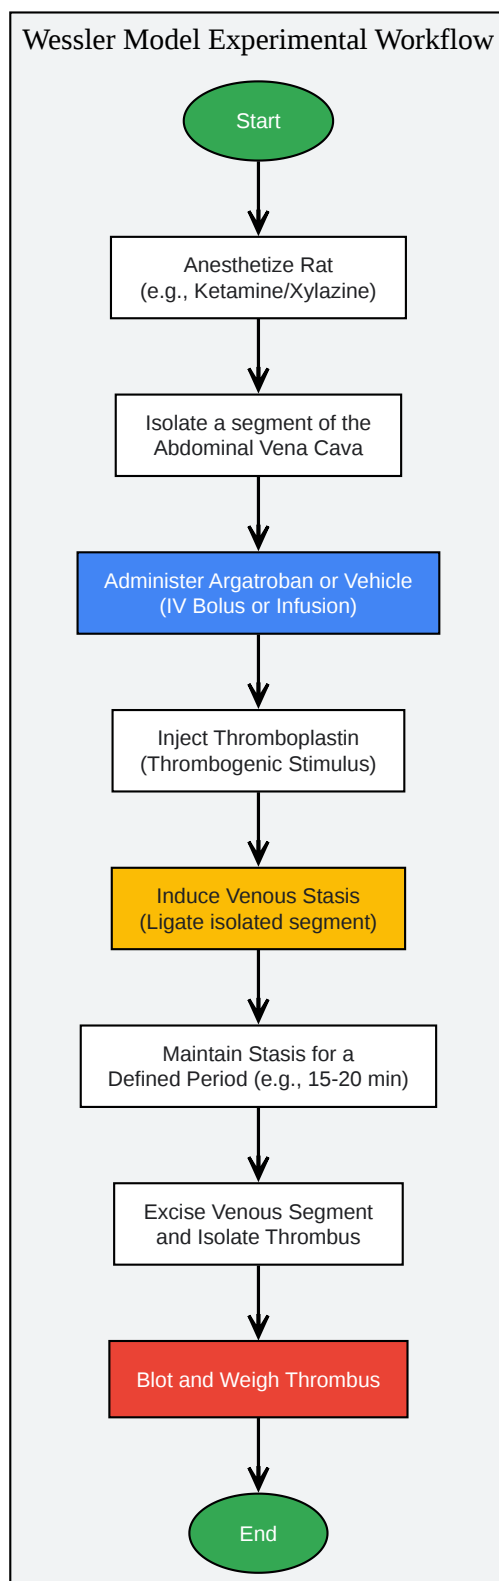 Wessler Model Experimental Workflow
Start
Anesthetize Rat
(e.g., Ketamine/Xylazine)
Isolate a segment of the
Abdominal Vena Cava
Administer Argatroban or Vehicle
(IV Bolus or Infusion)
Inject Thromboplastin
(Thrombogenic Stimulus)
Induce Venous Stasis
(Ligate isolated segment)
Maintain Stasis for a
Defined Period (e.g., 15-20 min)
Excise Venous Segment
and Isolate Thrombus
Blot and Weigh Thrombus
End